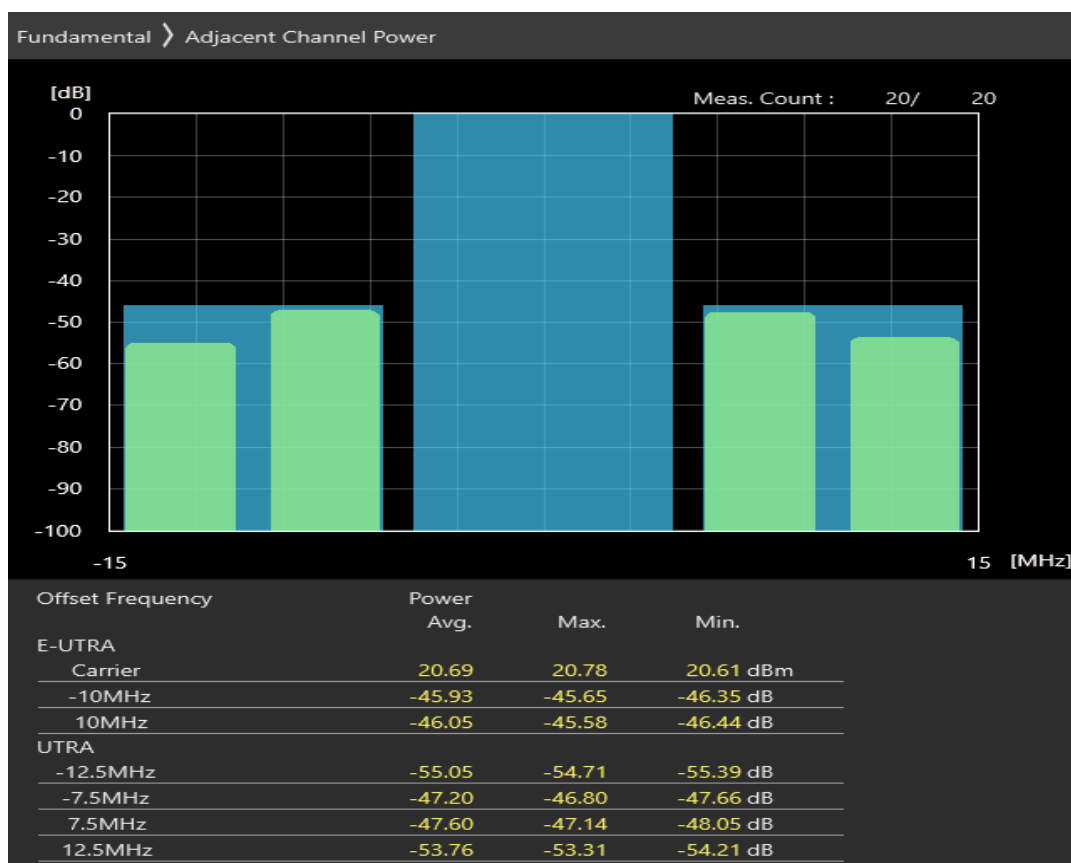 Fundamental ❯ Adjacent Channel Power
[dB]
Meas. Count : 20/ 20
0
-10
-20
-30
-40
-50
-60
-70
-80
-90
-100
-15 15 [MHz]
Offset Frequency Power
Avg. Max. Min.
E-UTRA
Carrier 20.69 20.78 20.61 dBm
-10MHz -45.93 -45.65 -46.35 dB
10MHz -46.05 -45.58 -46.44 dB
UTRA
-12.5MHz -55.05 -54.71 -55.39 dB
-7.5MHz -47.20 -46.80 -47.66 dB
7.5MHz -47.60 -47.14 -48.05 dB
12.5MHz -53.76 -53.31 -54.21 dB